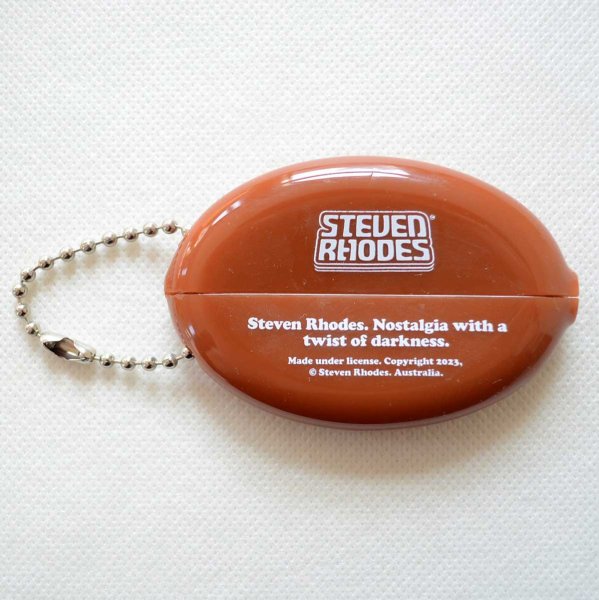 STEVEN
RHODES
Steven Rhodes. Nostalgia with a
twist of darkness.
Made under license. Copyright 2023,
© Steven Rhodes. Australia.